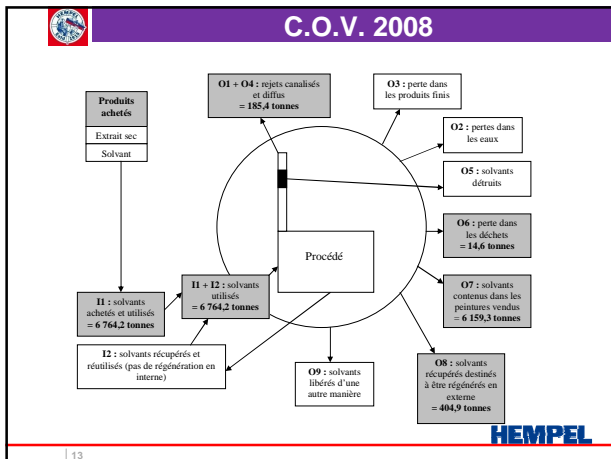 C.O.V. 2008
HEMPEL
O1 + O4 : rejets canalisés
et diffus
= 185,4 tonnes
O3 : perte dans
les produits finis
Produits
achetés
Extrait sec
Solvant
O2 : pertes dans
les eaux
O5 : solvants
détruits
O6 : perte dans
les déchets
= 14,6 tonnes
Procédé
I1 + I2 : solvants
utilisés
= 6 764,2 tonnes
O7 : solvants
contenus dans les
peintures vendus
= 6 159,3 tonnes
I1 : solvants
achetés et utilisés
= 6 764,2 tonnes
I2 : solvants récupérés et
réutilisés (pas de régénération en
interne)
O9 : solvants
libérés d’une
autre manière
O8 : solvants
récupérés destinés
à être régénérés en
externe
= 404,9 tonnes
HEMPEL
13